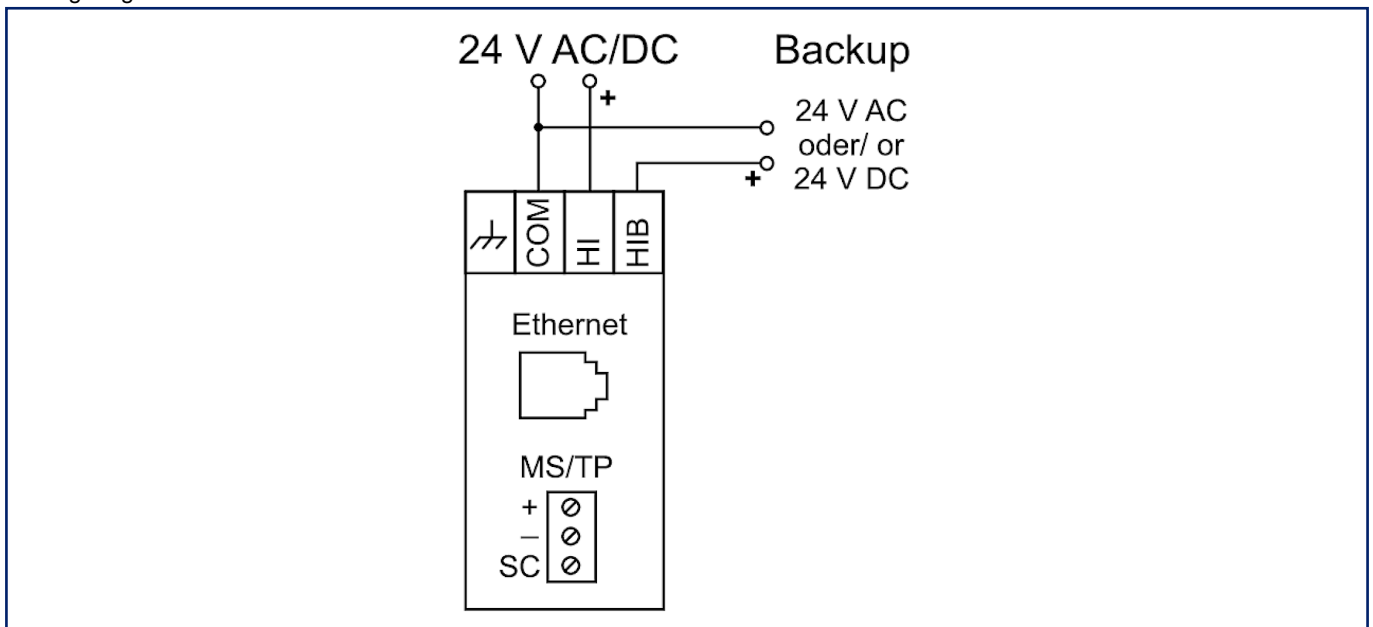 24 V AC/DC
Backup
+
24 V AC
oder/ or
+
24 V DC
COM
HI
HIB
Ethernet
MS/TP
+
–
SC